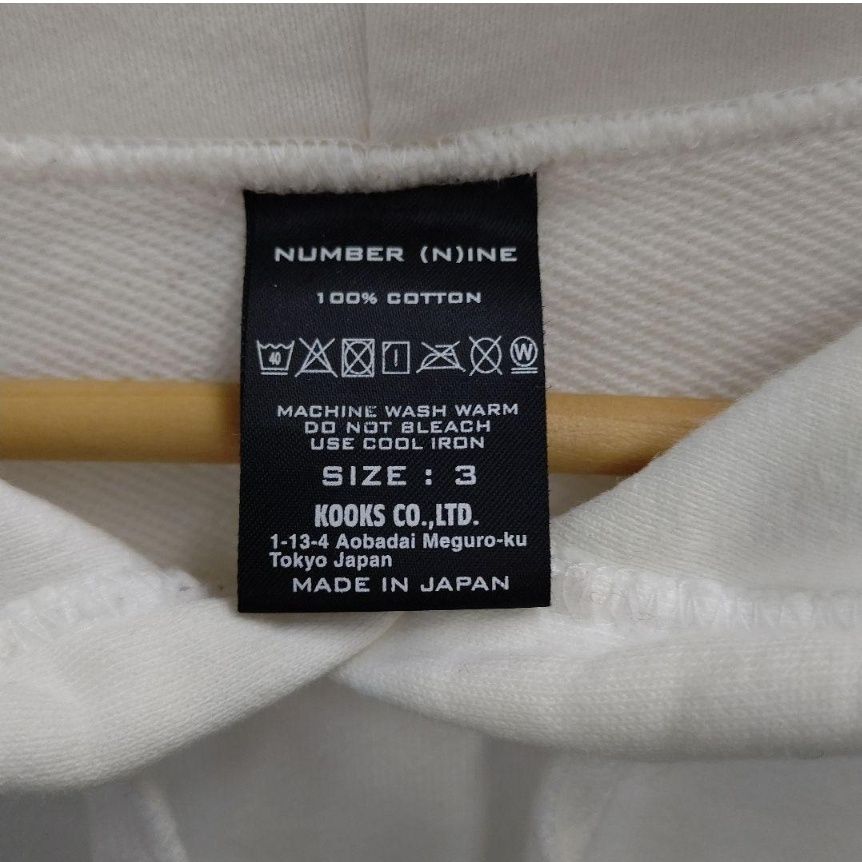 NUMBER (N)INE
100% COTTON
40 W
MACHINE WASH WARM
DO NOT BLEACH
USE COOL IRON
SIZE : 3
KOOKS CO.,LTD.
1-13-4 Aobadai Meguro-ku
Tokyo Japan
MADE IN JAPAN